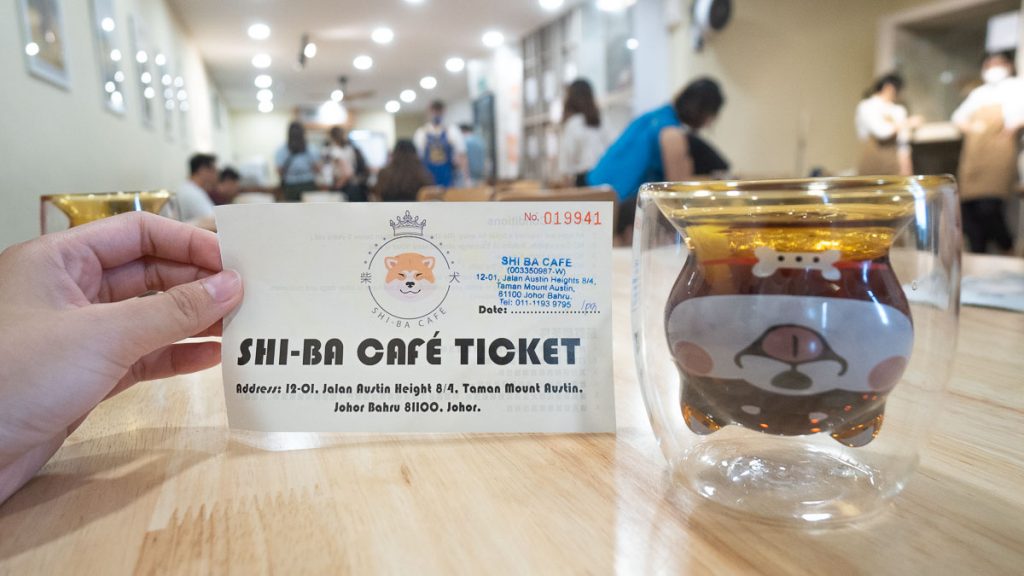 No. 019941
柴 犬
SHI-BA CAFÉ
SHI BA CAFE
(003350987-W)
12-01, Jalan Austin Heights 8/4,
Taman Mount Austin,
81100 Johor Bahru.
Tel: 011-1193 9795
Date:
SHI-BA CAFÉ TICKET
Address: 12-01, Jalan Austin Height 8/4, Taman Mount Austin,
Johor Bahru 81100, Johor.